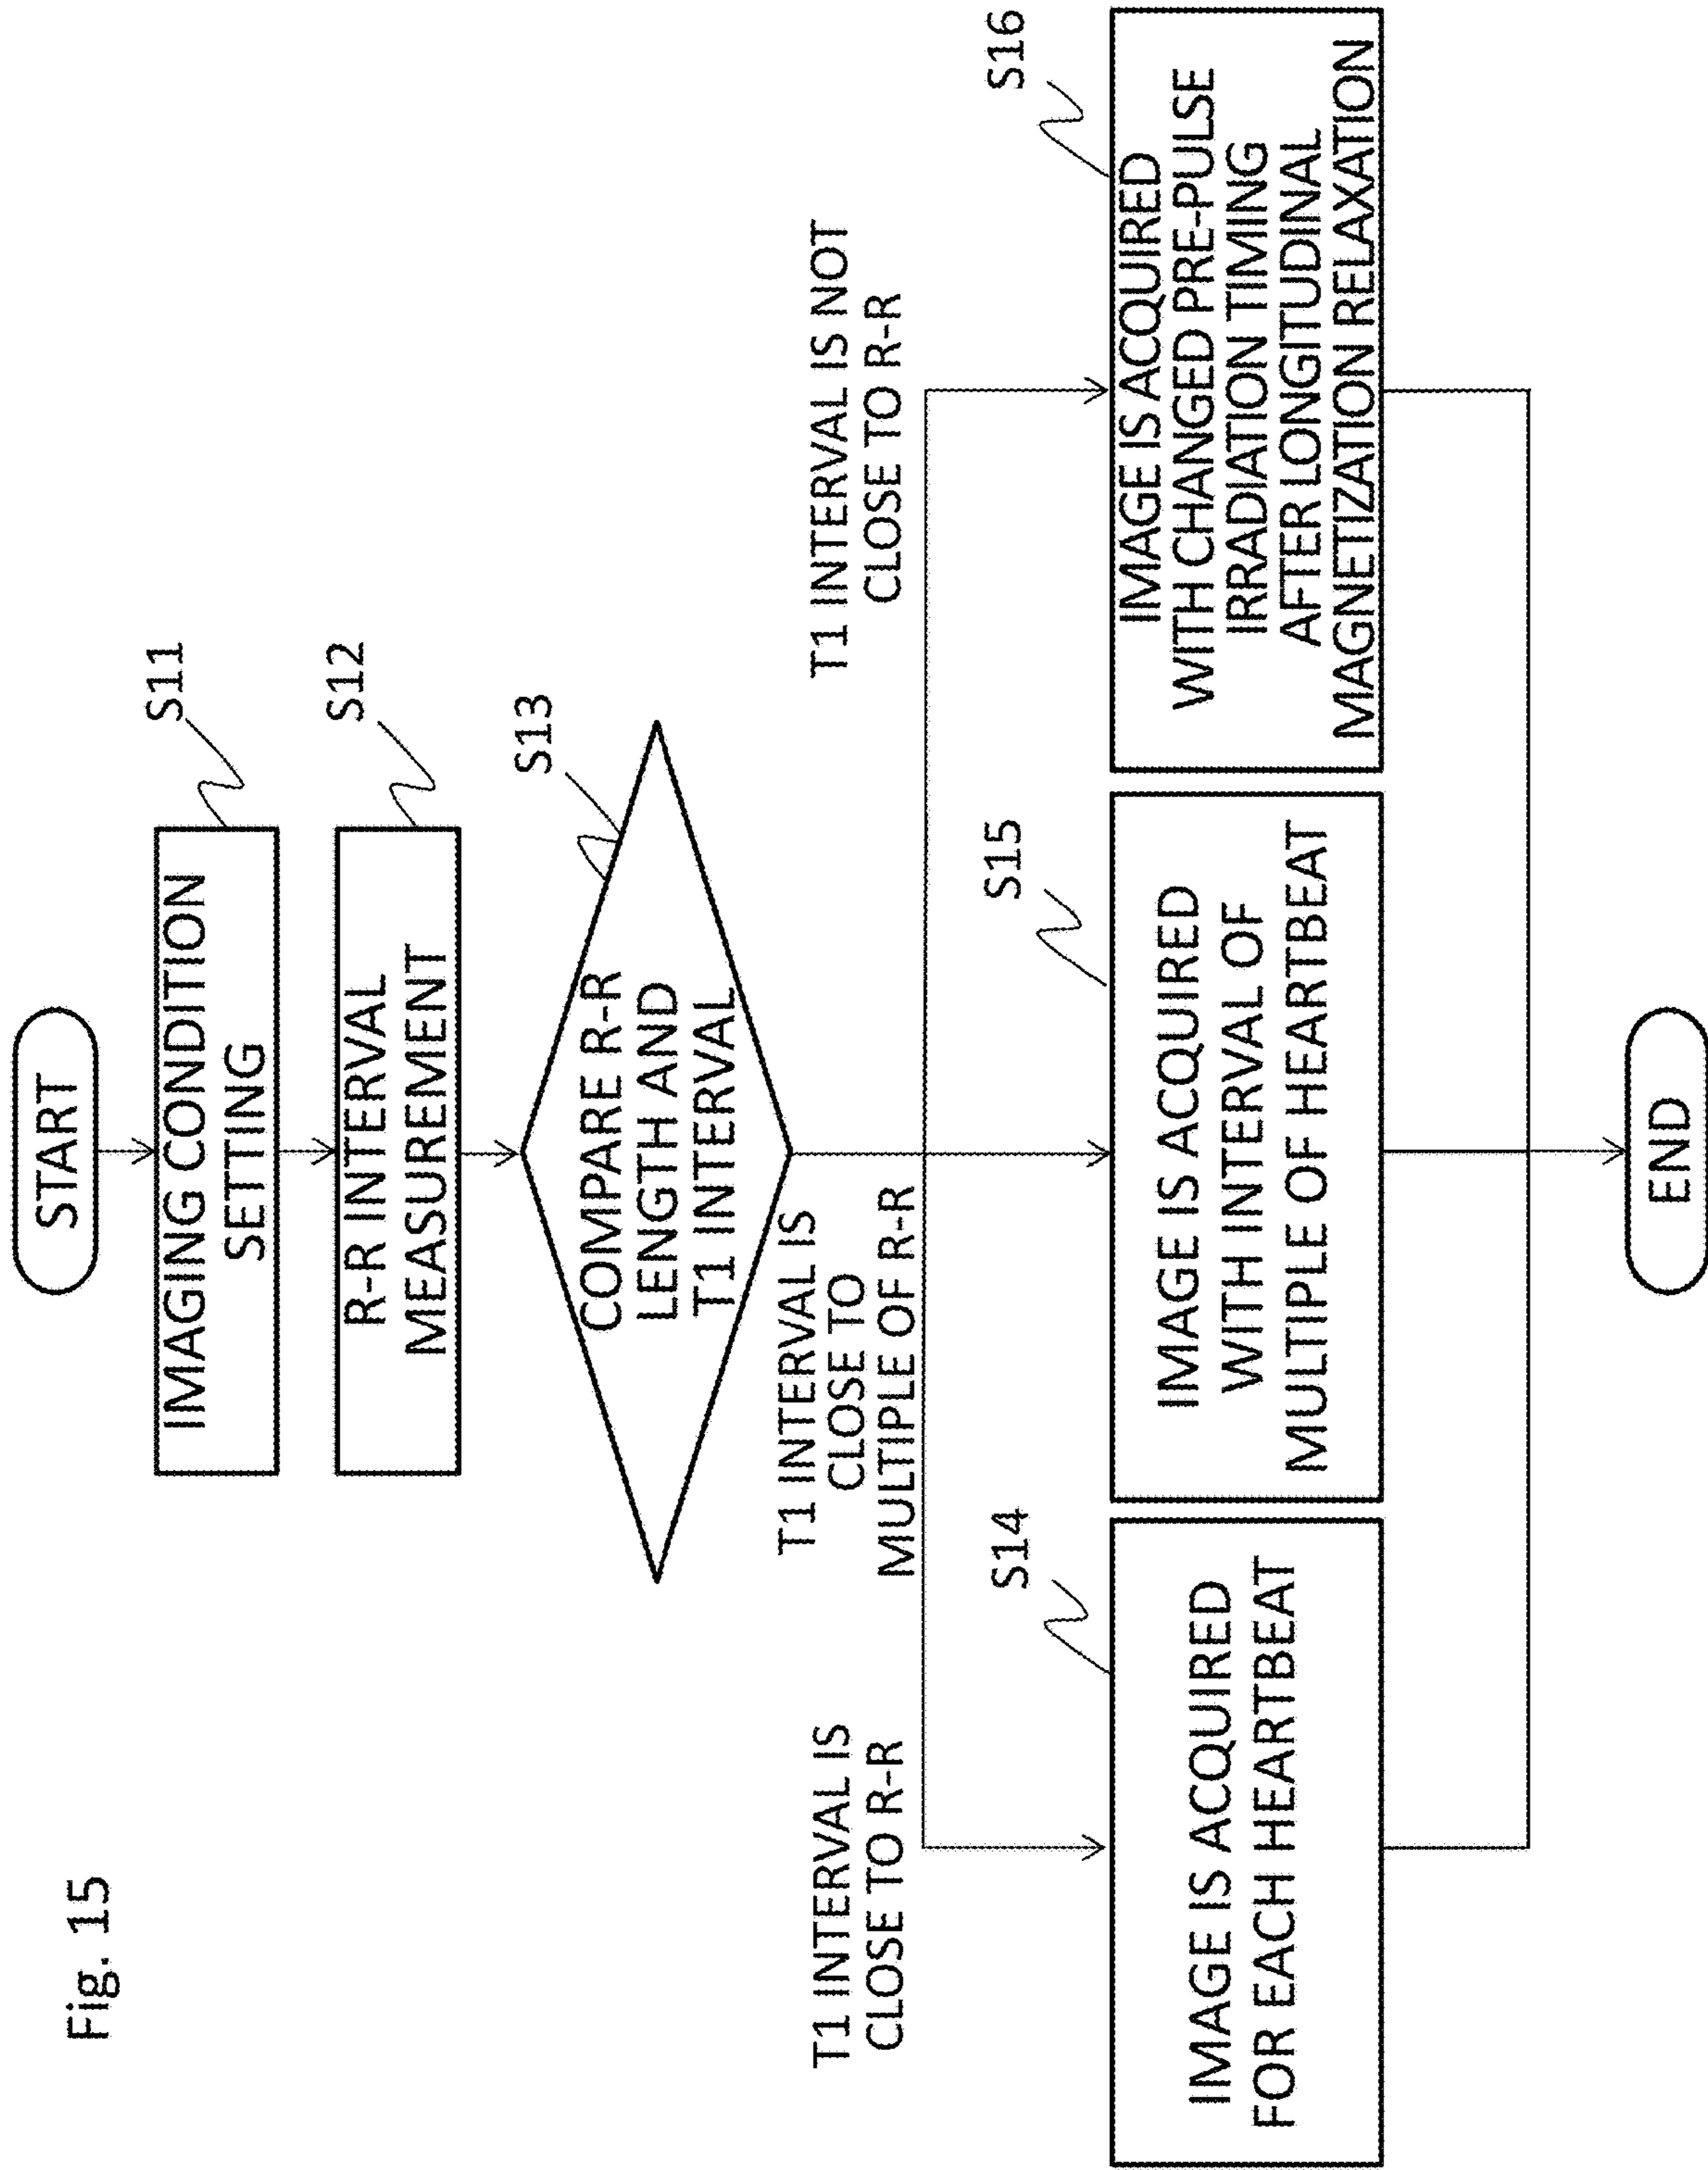 Fig. 15
START
IMAGING CONDITION
SETTING
S11
R-R INTERVAL
MEASUREMENT
S12
COMPARE R-R
LENGTH AND
T1 INTERVAL
S13
T1 INTERVAL IS
CLOSE TO R-R
T1 INTERVAL IS
CLOSE TO
MULTIPLE OF R-R
T1 INTERVAL IS NOT
CLOSE TO R-R
S14
IMAGE IS ACQUIRED
FOR EACH HEARTBEAT
S15
IMAGE IS ACQUIRED
WITH INTERVAL OF
MULTIPLE OF HEARTBEAT
S16
IMAGE IS ACQUIRED
WITH CHANGED PRE-PULSE
IRRADIATION TIMING
AFTER LONGITUDINAL
MAGNETIZATION RELAXATION
END